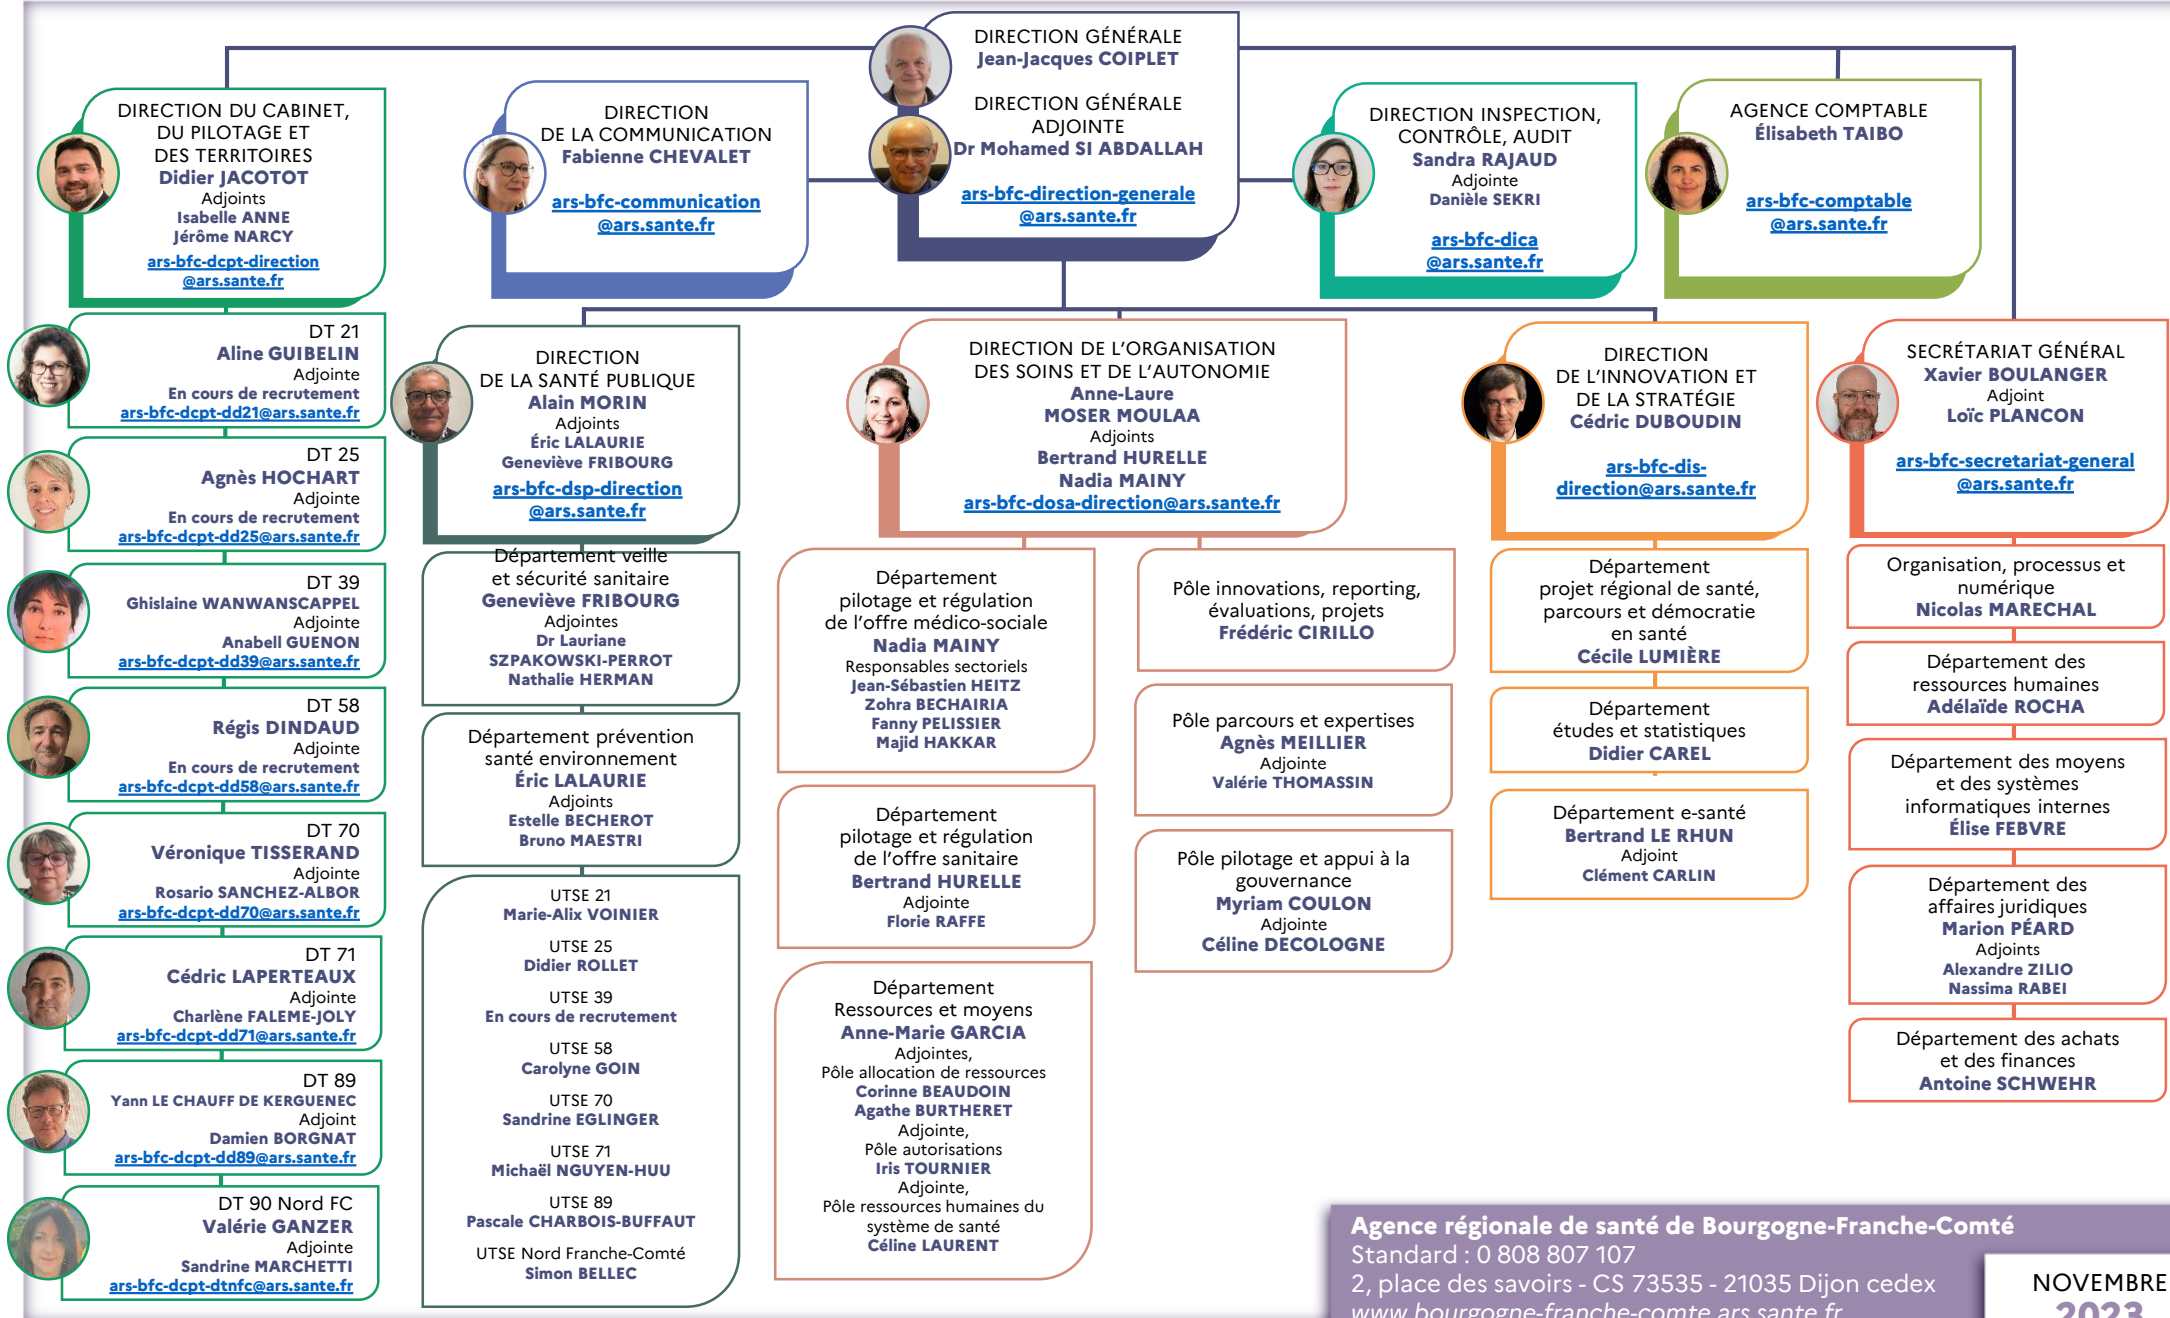 DIRECTION GÉNÉRALE
Jean-Jacques COIPLET
DIRECTION GÉNÉRALE
ADJOINTE
Dr Mohamed SI ABDALLAH
ars-bfc-direction-generale
@ars.sante.fr
DIRECTION DU CABINET,
DU PILOTAGE ET
DES TERRITOIRES
Didier JACOTOT
Adjoints
Isabelle ANNE
Jérôme NARCY
ars-bfc-dcpt-direction
@ars.sante.fr
DIRECTION
DE LA COMMUNICATION
Fabienne CHEVALET
ars-bfc-communication
@ars.sante.fr
DIRECTION INSPECTION,
CONTRÔLE, AUDIT
Sandra RAJAUD
Adjointe
Danièle SEKRI
ars-bfc-dica
@ars.sante.fr
AGENCE COMPTABLE
Élisabeth TAIBO
ars-bfc-comptable
@ars.sante.fr
DT 21
Aline GUIBELIN
Adjointe
En cours de recrutement
ars-bfc-dcpt-dd21@ars.sante.fr
DT 25
Agnès HOCHART
Adjointe
En cours de recrutement
ars-bfc-dcpt-dd25@ars.sante.fr
DT 39
Ghislaine WANWANSCAPPEL
Adjointe
Anabell GUENON
ars-bfc-dcpt-dd39@ars.sante.fr
DT 58
Régis DINDAUD
Adjointe
En cours de recrutement
ars-bfc-dcpt-dd58@ars.sante.fr
DT 70
Véronique TISSERAND
Adjointe
Rosario SANCHEZ-ALBOR
ars-bfc-dcpt-dd70@ars.sante.fr
DT 71
Cédric LAPERTEAUX
Adjointe
Charlène FALEME-JOLY
ars-bfc-dcpt-dd71@ars.sante.fr
DT 89
Yann LE CHAUFF DE KERGUENEC
Adjoint
Damien BORGNAT
ars-bfc-dcpt-dd89@ars.sante.fr
DT 90 Nord FC
Valérie GANZER
Adjointe
Sandrine MARCHETTI
ars-bfc-dcpt-dtnfc@ars.sante.fr
DIRECTION
DE LA SANTÉ PUBLIQUE
Alain MORIN
Adjoints
Éric LALAURIE
Geneviève FRIBOURG
ars-bfc-dsp-direction
@ars.sante.fr
Département veille
et sécurité sanitaire
Geneviève FRIBOURG
Adjointes
Dr Lauriane
SZPAKOWSKI-PERROT
Nathalie HERMAN
Département prévention
santé environnement
Éric LALAURIE
Adjoints
Estelle BECHEROT
Bruno MAESTRI
UTSE 21
Marie-Alix VOINIER
UTSE 25
Didier ROLLET
UTSE 39
En cours de recrutement
UTSE 58
Carolyne GOIN
UTSE 70
Sandrine EGLINGER
UTSE 71
Michaël NGUYEN-HUU
UTSE 89
Pascale CHARBOIS-BUFFAUT
UTSE Nord Franche-Comté
Simon BELLEC
DIRECTION DE L'ORGANISATION
DES SOINS ET DE L'AUTONOMIE
Anne-Laure
MOSER MOULAA
Adjoints
Bertrand HURELLE
Nadia MAINY
ars-bfc-dosa-direction@ars.sante.fr
Département
pilotage et régulation
de l'offre médico-sociale
Nadia MAINY
Responsables sectoriels
Jean-Sébastien HEITZ
Zohra BECHAIRIA
Fanny PELISSIER
Majid HAKKAR
Département
pilotage et régulation
de l'offre sanitaire
Bertrand HURELLE
Adjointe
Florie RAFFE
Département
Ressources et moyens
Anne-Marie GARCIA
Adjointes,
Pôle allocation de ressources
Corinne BEAUDOIN
Agathe BURTHERET
Adjointe,
Pôle autorisations
Iris TOURNIER
Adjointe,
Pôle ressources humaines du
système de santé
Céline LAURENT
Pôle innovations, reporting,
évaluations, projets
Frédéric CIRILLO
Pôle parcours et expertises
Agnès MEILLIER
Adjointe
Valérie THOMASSIN
Pôle pilotage et appui à la
gouvernance
Myriam COULON
Adjointe
Céline DECOLOGNE
DIRECTION
DE L'INNOVATION ET
DE LA STRATÉGIE
Cédric DUBOUDIN
ars-bfc-dis-
direction@ars.sante.fr
Département
projet régional de santé,
parcours et démocratie
en santé
Cécile LUMIÈRE
Département
études et statistiques
Didier CAREL
Département e-santé
Bertrand LE RHUN
Adjoint
Clément CARLIN
SECRÉTARIAT GÉNÉRAL
Xavier BOULANGER
Adjoint
Loïc PLANCON
ars-bfc-secretariat-general
@ars.sante.fr
Organisation, processus et
numérique
Nicolas MARECHAL
Département des
ressources humaines
Adélaïde ROCHA
Département des moyens
et des systèmes
informatiques internes
Élise FEBVRE
Département des
affaires juridiques
Marion PÉARD
Adjoints
Alexandre ZILIO
Nassima RABEI
Département des achats
et des finances
Antoine SCHWEHR
Agence régionale de santé de Bourgogne-Franche-Comté
Standard : 0 808 807 107
2, place des savoirs - CS 73535 - 21035 Dijon cedex
www.bourgogne-franche-comte.ars.sante.fr
NOVEMBRE
2023